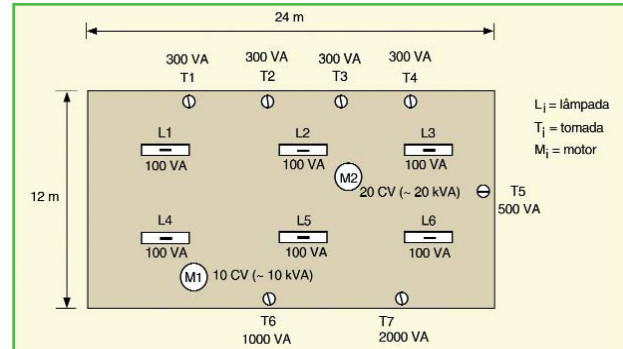 24 m
300 VA 300 VA 300 VA 300 VA
T1 T2 T3 T4
L1 L2 L3
100 VA 100 VA 100 VA
Li = lâmpada
Ti = tomada
Mi = motor
12 m
M2
20 CV (~ 20 kVA)
T5
500 VA
L4 L5 L6
100 VA 100 VA 100 VA
M1
10 CV (~ 10 kVA)
T6 T7
1000 VA 2000 VA